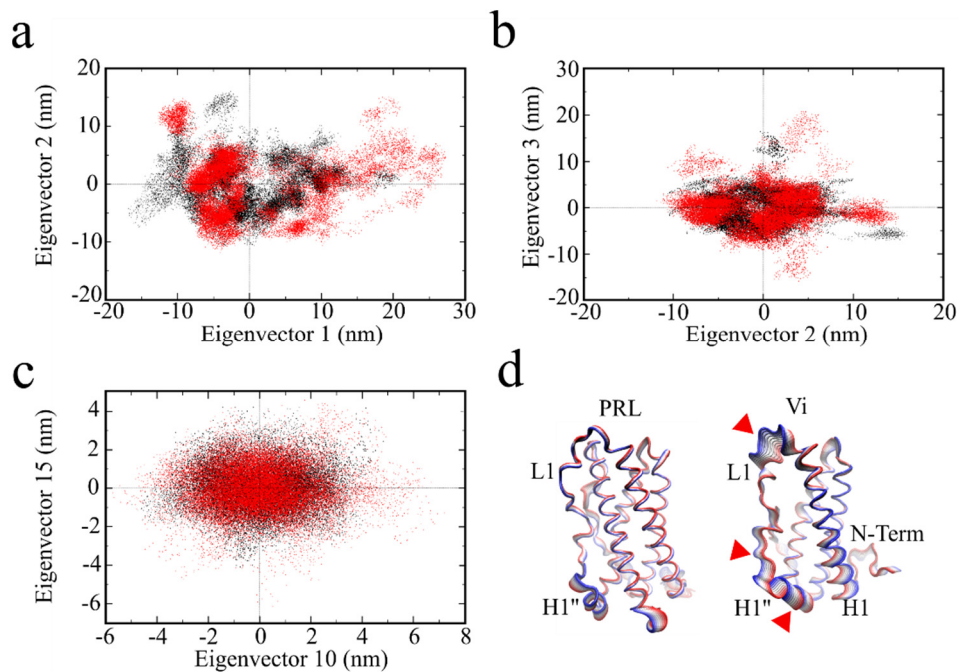 a
20
10
0
-10
-20
Eigenvector 2 (nm)
-20 -10 0 10 20 30
Eigenvector 1 (nm)
b
30
20
10
0
-10
-20
Eigenvector 3 (nm)
-20 -10 0 10 20
Eigenvector 2 (nm)
c
4
2
0
-2
-4
-6
Eigenvector 15 (nm)
-6 -4 -2 0 2 4 6 8
Eigenvector 10 (nm)
d
PRL
L1
H1"
Vi
L1
N-Term
H1"
H1